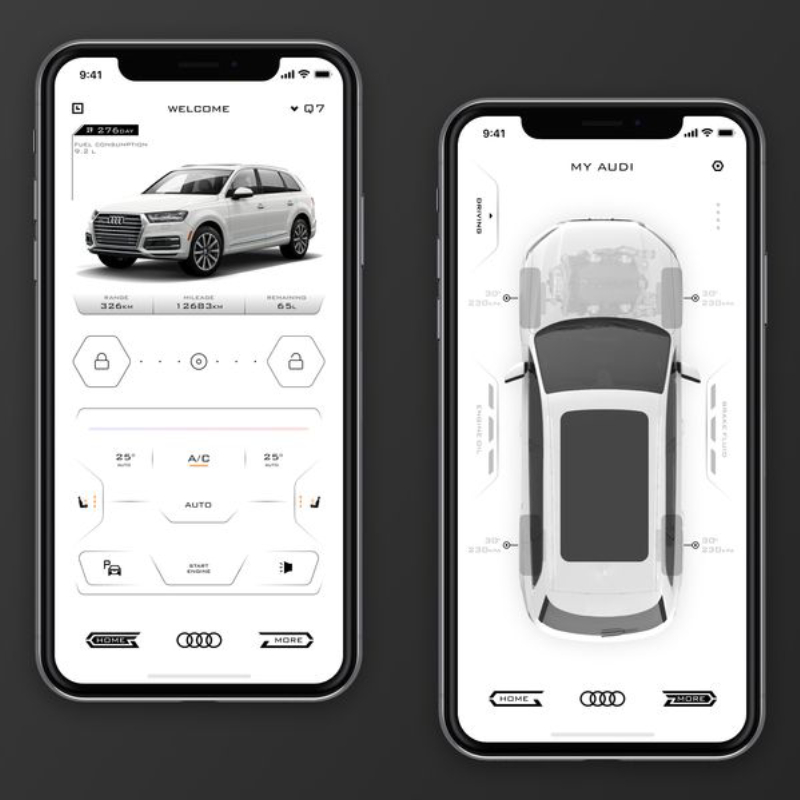 9:41
WELCOME
Q7
276DAY
FUEL CONSUMPTION
9.2 L
RANGE
MILEAGE
REMAINING
326KM
12683KM
65L
25°
A/C
25°
AUTO
AUTO
AUTO
P
START
ENGINE
HOME
MORE
9:41
MY AUDI
DRIVING
30°
30°
230KPA
230KPA
ENGINE OIL
BRAKE FLUID
30°
30°
230KPA
230KPA
HOME
MORE